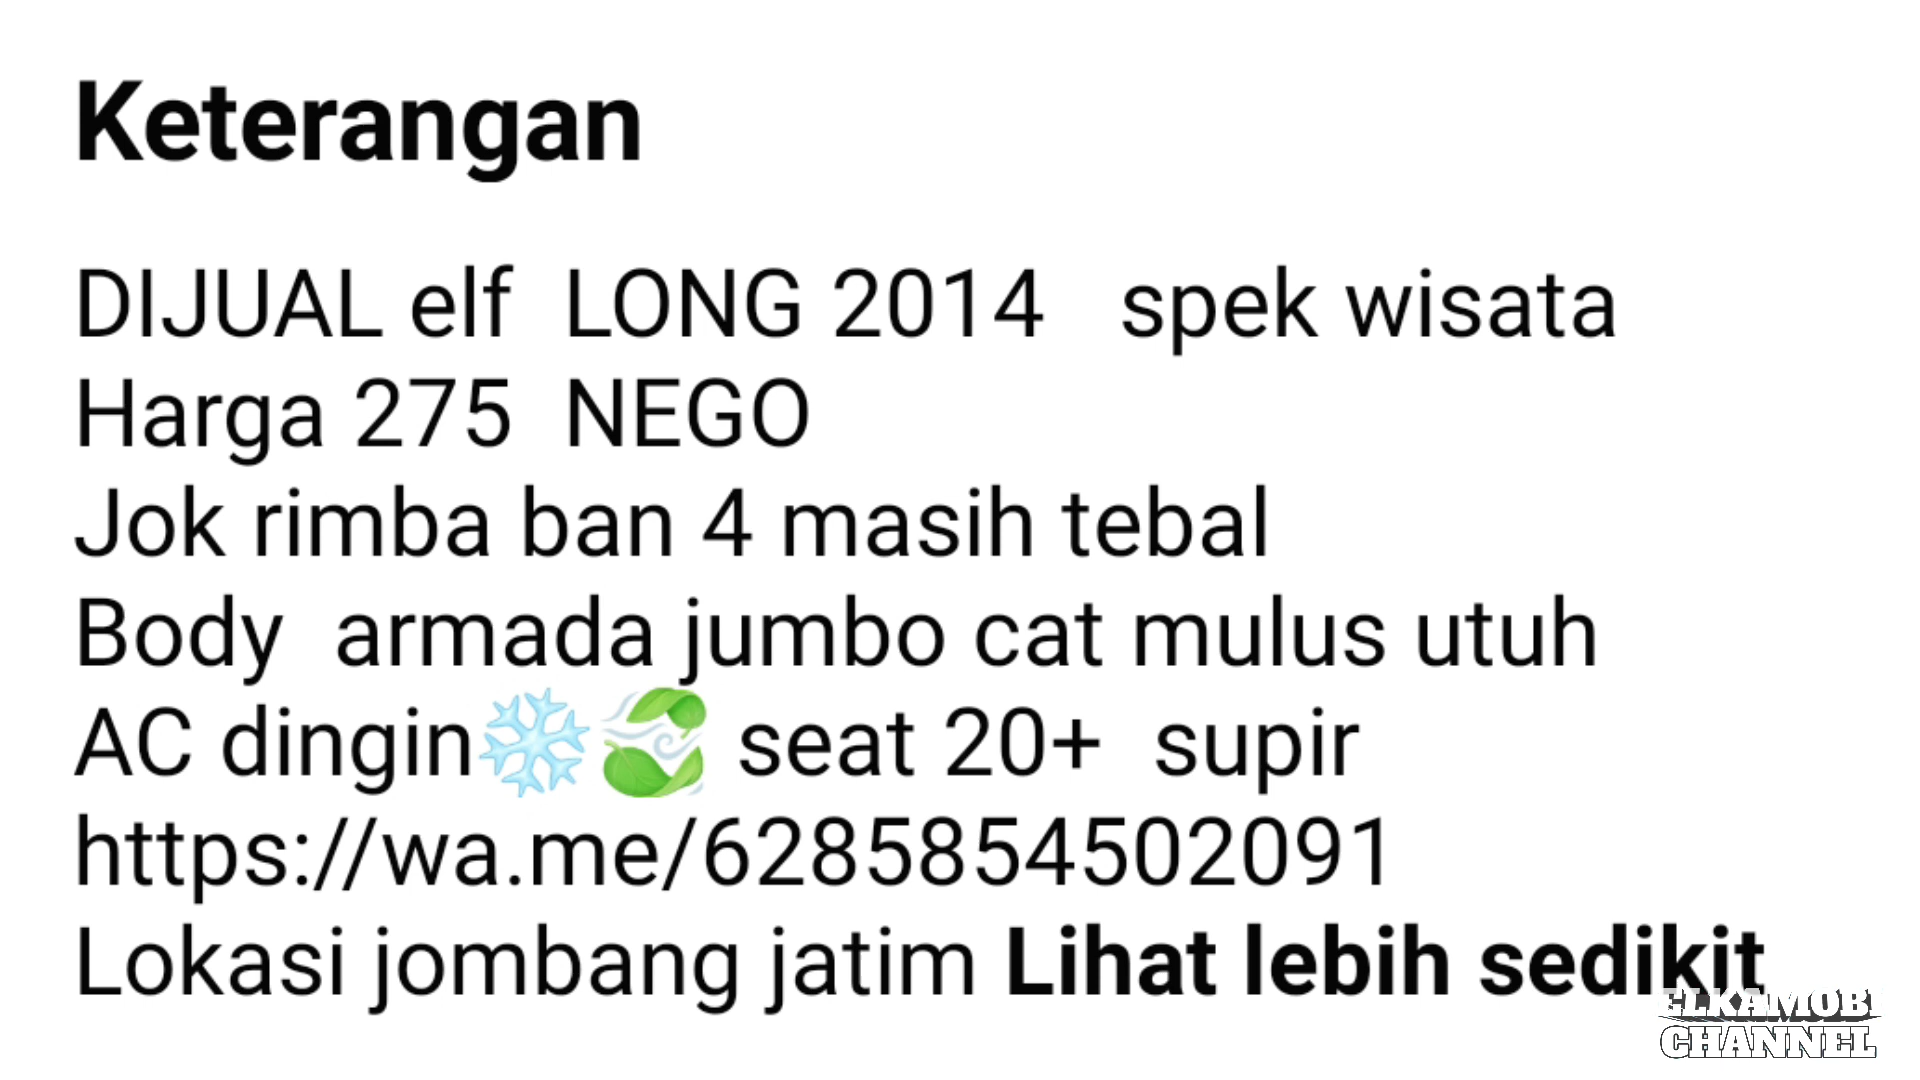 Keterangan
DIJUAL elf LONG 2014 spek wisata
Harga 275 NEGO
Jok rimba ban 4 masih tebal
Body armada jumbo cat mulus utuh
AC dingin❄️🍃 seat 20+ supir
https://wa.me/6285854502091
Lokasi jombang jatim Lihat lebih sedikit
ELKAMOBI
CHANNEL